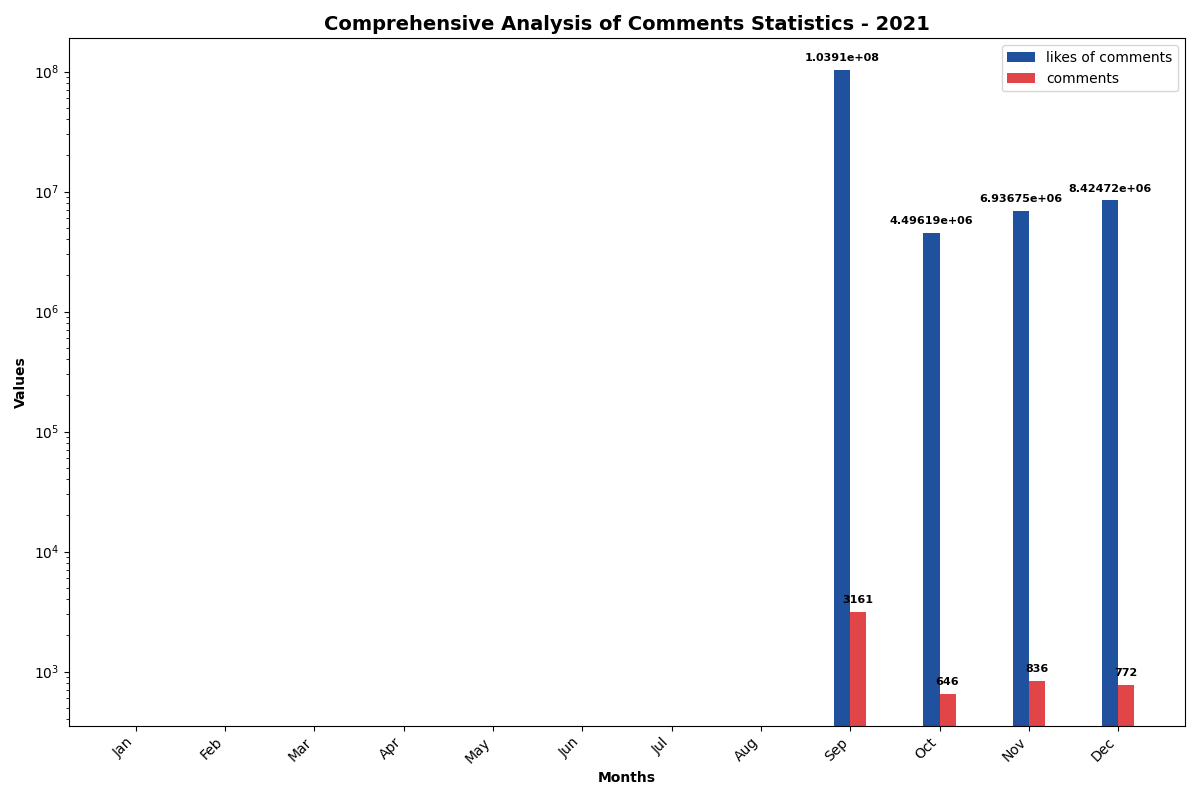 Comprehensive Analysis of Comments Statistics - 2021
likes of comments
comments
Values
10^8
10^7
10^6
10^5
10^4
10^3
1.0391e+08
4.49619e+06
6.93675e+06
8.42472e+06
3161
646
836
772
Jan
Feb
Mar
Apr
May
Jun
Jul
Aug
Sep
Oct
Nov
Dec
Months